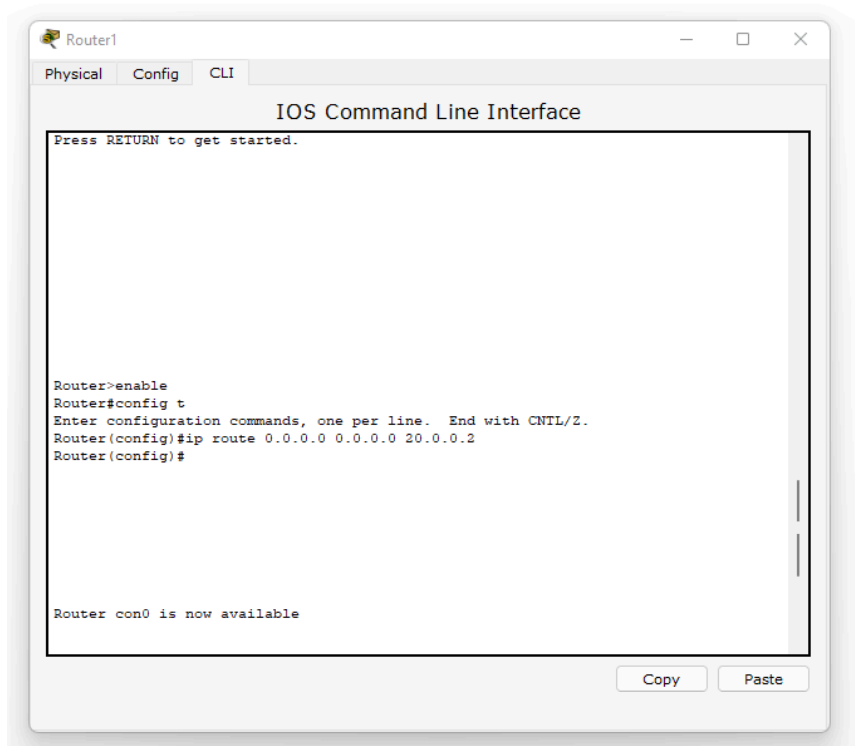 Router1
Physical Config CLI
IOS Command Line Interface
Press RETURN to get started.
Router>enable
Router#config t
Enter configuration commands, one per line.  End with CNTL/Z.
Router(config)#ip route 0.0.0.0 0.0.0.0 20.0.0.2
Router(config)#
Router con0 is now available
Copy Paste